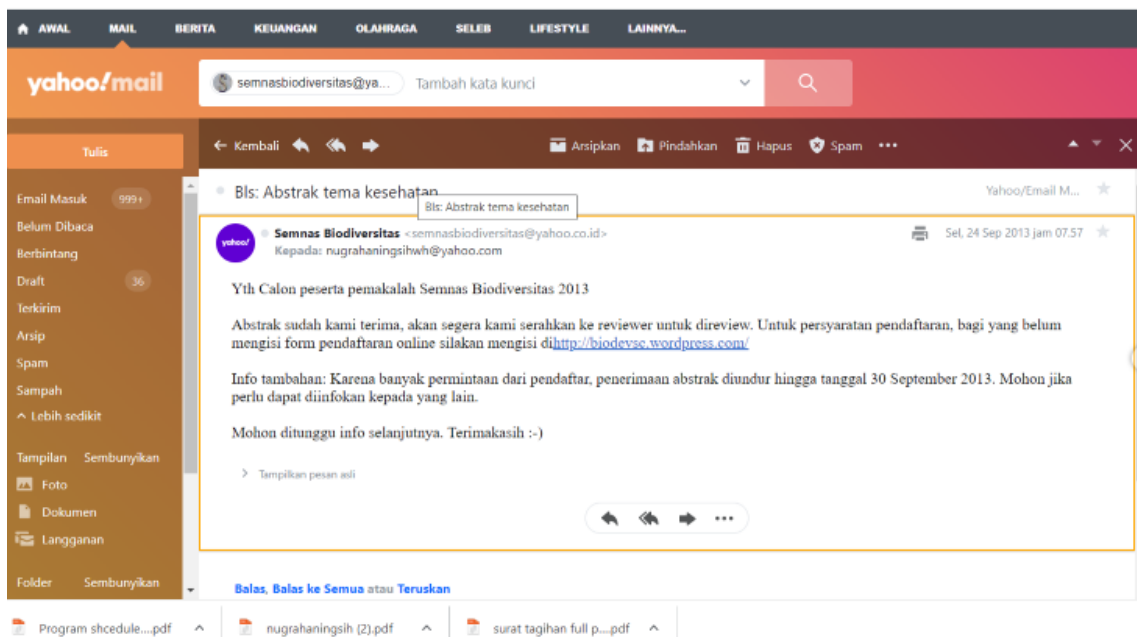 AWAL MAIL BERITA KEUANGAN OLAHRAGA SELEB LIFESTYLE LAINNYA...
yahoo!mail semnasbiodiversitas@ya... Tambah kata kunci
Tulis
← Kembali Arsipkan Pindahkan Hapus Spam •••
Email Masuk 999+
Belum Dibaca
Berbintang
Draft 36
Terkirim
Arsip
Spam
Sampah
Lebih sedikit
Tampilan Sembunyikan
Foto
Dokumen
Langganan
Folder Sembunyikan
Bls: Abstrak tema kesehatan Yahoo/Email M...
Bls: Abstrak tema kesehatan
yahoo!
Semnas Biodiversitas <semnasbiodiversitas@yahoo.co.id> Sel, 24 Sep 2013 jam 07.57
Kepada: nugrahaningsihwh@yahoo.com
Yth Calon peserta pemakalah Semnas Biodiversitas 2013
Abstrak sudah kami terima, akan segera kami serahkan ke reviewer untuk direview. Untuk persyaratan pendaftaran, bagi yang belum
mengisi form pendaftaran online silakan mengisi dihttp://biodevsc.wordpress.com/
Info tambahan: Karena banyak permintaan dari pendaftar, penerimaan abstrak diundur hingga tanggal 30 September 2013. Mohon jika
perlu dapat diinfokan kepada yang lain.
Mohon ditunggu info selanjutnya. Terimakasih :-)
> Tampilkan pesan asli
Balas, Balas ke Semua atau Teruskan
Program shcedule....pdf nugrahaningsih (2).pdf surat tagihan full p....pdf